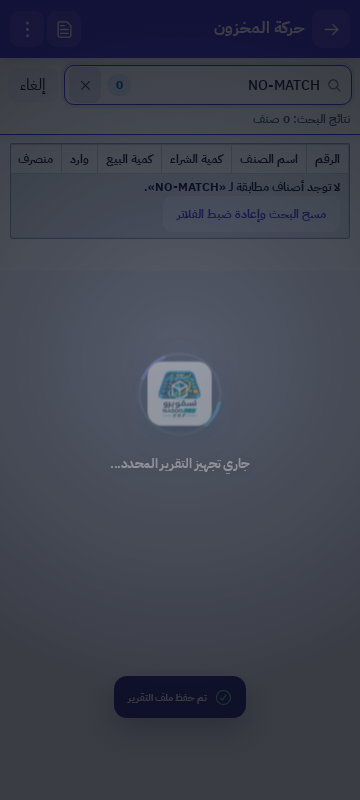 حركة المخزون
NO-MATCH
0
إلغاء
نتائج البحث: 0 صنف
الرقم اسم الصنف كمية الشراء كمية البيع وارد منصرف
لا توجد أصناف مطابقة لـ «NO-MATCH».
مسح البحث وإعادة ضبط الفلاتر
جاري تجهيز التقرير المحدد...
تم حفظ ملف التقرير